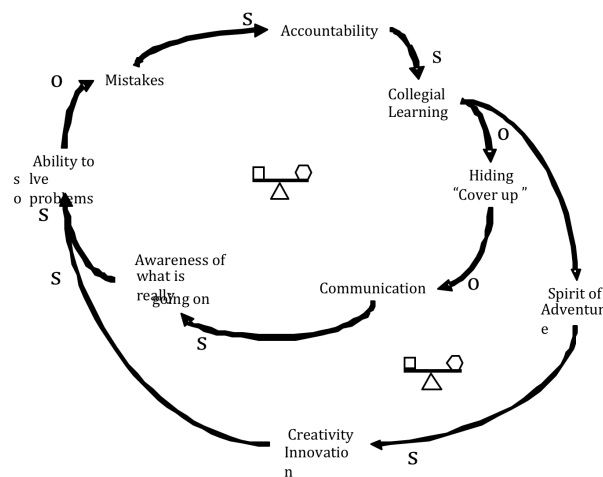 S
Accountability
S
O
Mistakes
Collegial
Learning
O
Ability to
s lve
o problems
Hiding
“Cover up ”
S
Awareness of
what is
really
going on
S
Communication
O
Spirit of
Adventur
e
S
Creativity
Innovatio
n
S